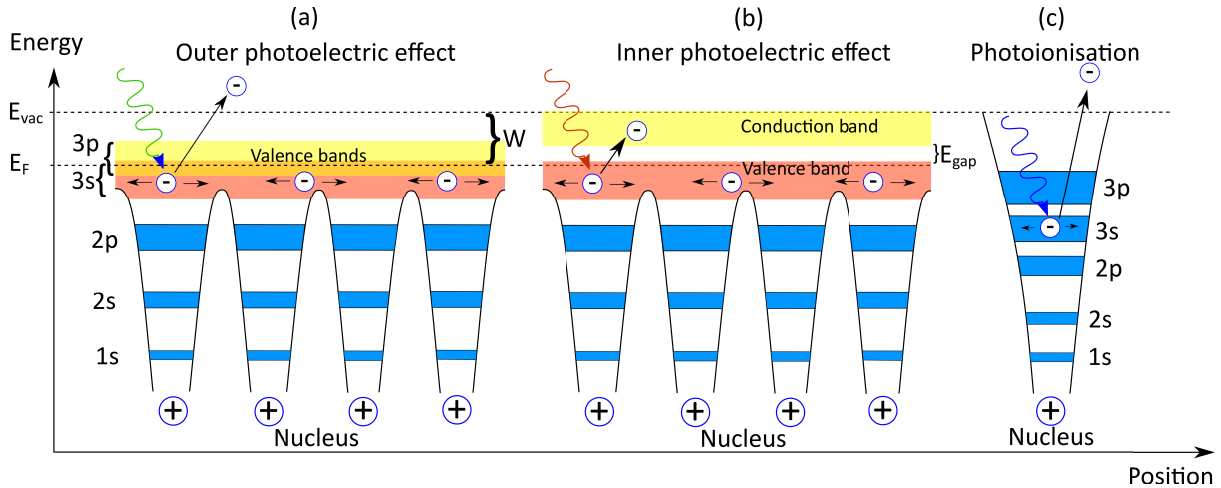 (a)
(b)
(c)
Energy
Outer photoelectric effect
Inner photoelectric effect
Photoionisation
E_vac
3p
E_F
3s
2p
2s
1s
Valence bands
W
Conduction band
Valence band
E_gap
3p
3s
2p
2s
1s
Nucleus
Nucleus
Nucleus
Position